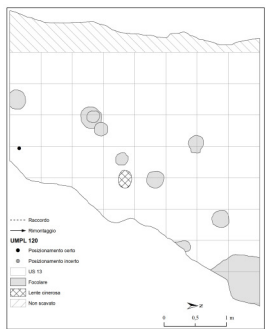 Raccordo
Rimontaggio
UMPL 120
Posizionamento certo
Posizionamento incerto
US 13
Focolare
Lente cinerosa
Non scavato
N
0 0,5 1 m